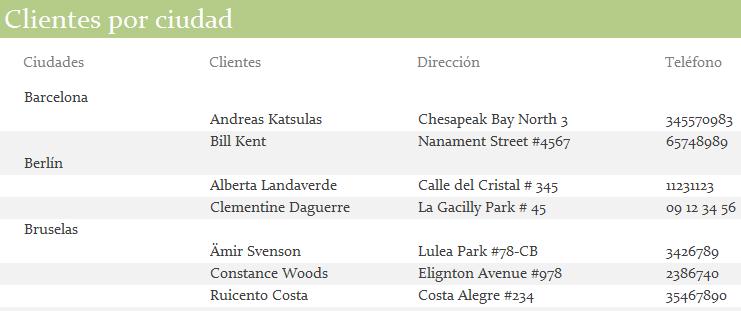 Clientes por ciudad
Ciudades Clientes Dirección Teléfono
Barcelona
Andreas Katsulas Chesapeak Bay North 3 345570983
Bill Kent Nanament Street #4567 65748989
Berlín
Alberta Landaverde Calle del Cristal # 345 11231123
Clementine Daguerre La Gacilly Park # 45 09 12 34 56
Bruselas
Ämir Svenson Lulea Park #78-CB 3426789
Constance Woods Elignton Avenue #978 2386740
Ruicento Costa Costa Alegre #234 35467890